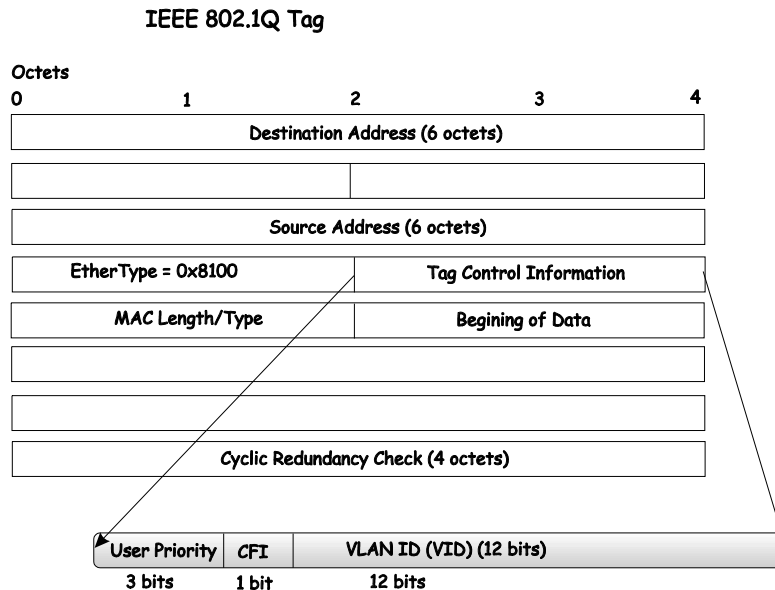 IEEE 802.1Q Tag
Octets
0 1 2 3 4
Destination Address (6 octets)
Source Address (6 octets)
EtherType = 0x8100 Tag Control Information
MAC Length/Type Begining of Data
Cyclic Redundancy Check (4 octets)
User Priority CFI VLAN ID (VID) (12 bits)
3 bits 1 bit 12 bits